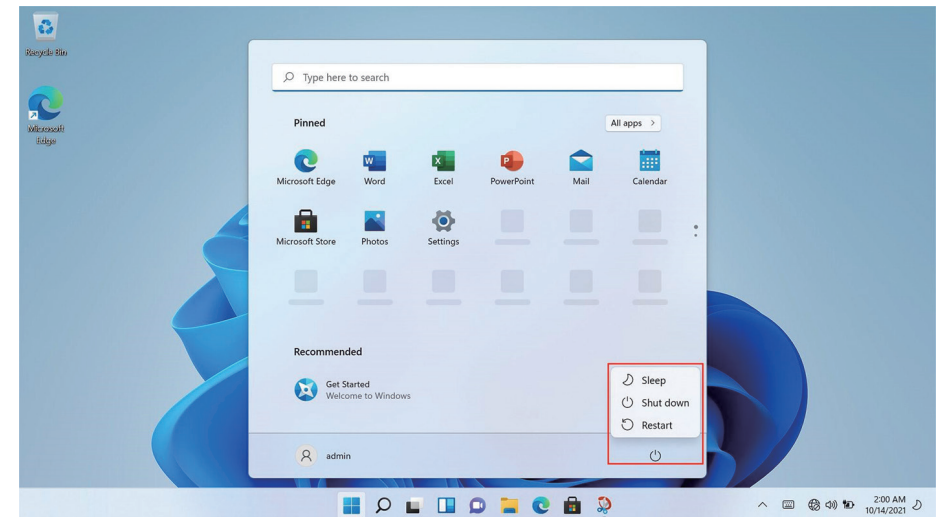 Recycle Bin
Microsoft
Edge
Type here to search
Pinned
All apps >
Microsoft Edge
Word
Excel
PowerPoint
Mail
Calendar
Microsoft Store
Photos
Settings
Recommended
Get Started
Welcome to Windows
Sleep
Shut down
Restart
admin
2:00 AM
10/14/2021